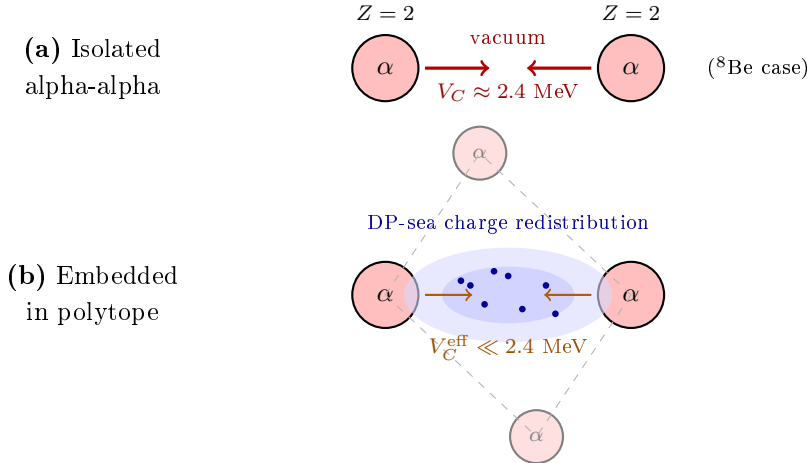 Z = 2
Z = 2
(a) Isolated
alpha-alpha
α
vacuum
V_C ≈ 2.4 MeV
α
(⁸Be case)
α
DP-sea charge redistribution
(b) Embedded
in polytope
α
α
V_C^eff ≪ 2.4 MeV
α